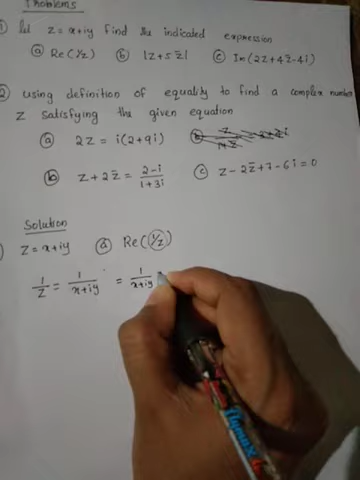 Problems
① let z = x+iy find the indicated expression
ⓐ Re(1/z) ⓑ |z+5z̄| ⓒ Im(2z+4z̄-4i)
2) using definition of equality to find a complex number
z satisfying the given equation
ⓐ 2z = i(2+9i)
ⓑ z+2z̄ = (2-i)/(1+3i) ⓒ z-2z̄+7-6i=0
Solution
) z=x+iy ⓐ Re(1/z)
1/z = 1/(x+iy) = 1/(x+iy)